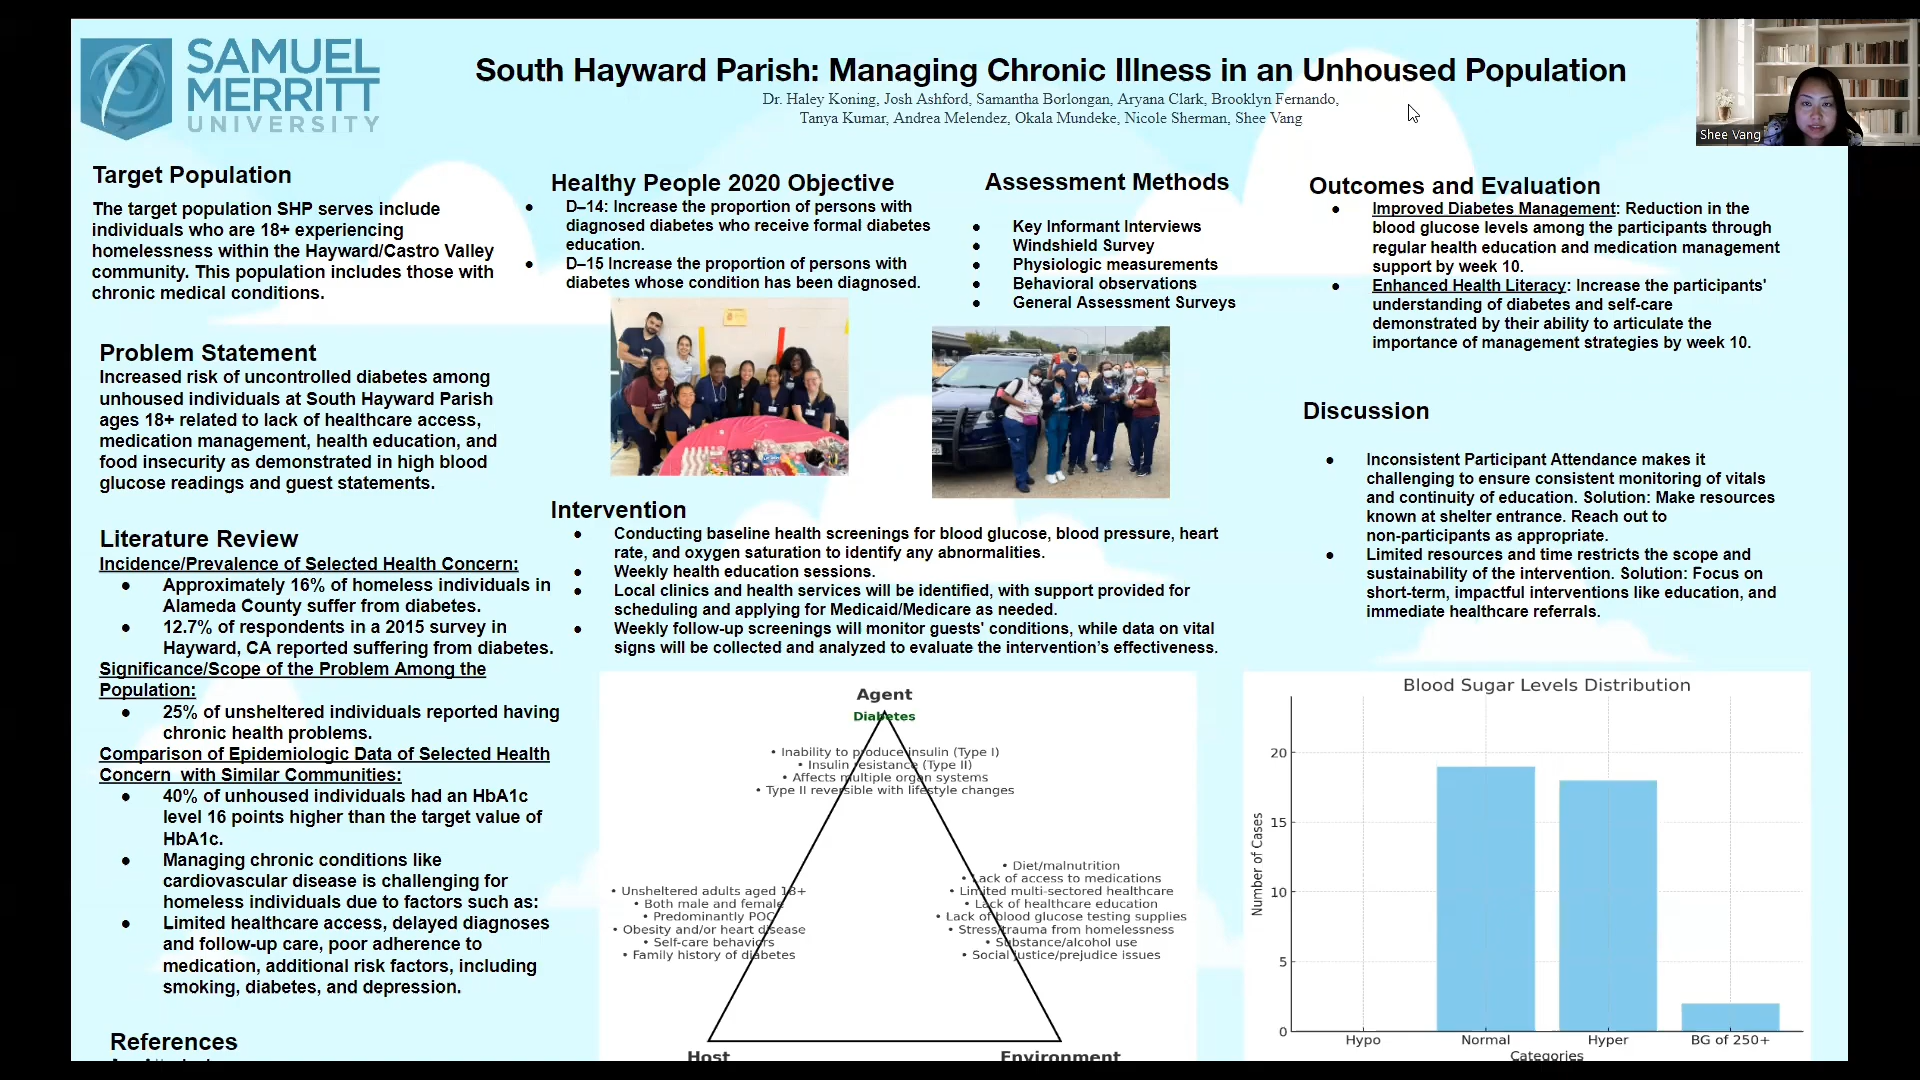 SAMUEL
MERRITT
UNIVERSITY
South Hayward Parish: Managing Chronic Illness in an Unhoused Population
Dr. Haley Koning, Josh Ashford, Samantha Borlongan, Aryana Clark, Brooklyn Fernando,
Tanya Kumar, Andrea Melendez, Okala Mundeke, Nicole Sherman, Shee Vang
Shee Vang
Target Population
The target population SHP serves include
individuals who are 18+ experiencing
homelessness within the Hayward/Castro Valley
community. This population includes those with
chronic medical conditions.
Problem Statement
Increased risk of uncontrolled diabetes among
unhoused individuals at South Hayward Parish
ages 18+ related to lack of healthcare access,
medication management, health education, and
food insecurity as demonstrated in high blood
glucose readings and guest statements.
Literature Review
Incidence/Prevalence of Selected Health Concern:
● Approximately 16% of homeless individuals in
Alameda County suffer from diabetes.
● 12.7% of respondents in a 2015 survey in
Hayward, CA reported suffering from diabetes.
Significance/Scope of the Problem Among the
Population:
● 25% of unsheltered individuals reported having
chronic health problems.
Comparison of Epidemiologic Data of Selected Health
Concern with Similar Communities:
● 40% of unhoused individuals had an HbA1c
level 16 points higher than the target value of
HbA1c.
● Managing chronic conditions like
cardiovascular disease is challenging for
homeless individuals due to factors such as:
● Limited healthcare access, delayed diagnoses
and follow-up care, poor adherence to
medication, additional risk factors, including
smoking, diabetes, and depression.
References
Healthy People 2020 Objective
● D–14: Increase the proportion of persons with
diagnosed diabetes who receive formal diabetes
education.
● D–15 Increase the proportion of persons with
diabetes whose condition has been diagnosed.
Assessment Methods
● Key Informant Interviews
● Windshield Survey
● Physiologic measurements
● Behavioral observations
● General Assessment Surveys
Intervention
● Conducting baseline health screenings for blood glucose, blood pressure, heart
rate, and oxygen saturation to identify any abnormalities.
● Weekly health education sessions.
● Local clinics and health services will be identified, with support provided for
scheduling and applying for Medicaid/Medicare as needed.
● Weekly follow-up screenings will monitor guests' conditions, while data on vital
signs will be collected and analyzed to evaluate the intervention's effectiveness.
Agent
Diabetes
• Inability to produce insulin (Type I)
• Insulin resistance (Type II)
• Affects multiple organ systems
• Type II reversible with lifestyle changes
• Unsheltered adults aged 18+
• Both male and female
• Predominantly POC
• Obesity and/or heart disease
• Self-care behaviors
• Family history of diabetes
• Diet/malnutrition
• Lack of access to medications
• Limited multi-sectored healthcare
• Lack of healthcare education
• Lack of blood glucose testing supplies
• Stress/trauma from homelessness
• Substance/alcohol use
• Social justice/prejudice issues
Host
Environment
Outcomes and Evaluation
● Improved Diabetes Management: Reduction in the
blood glucose levels among the participants through
regular health education and medication management
support by week 10.
● Enhanced Health Literacy: Increase the participants'
understanding of diabetes and self-care
demonstrated by their ability to articulate the
importance of management strategies by week 10.
Discussion
● Inconsistent Participant Attendance makes it
challenging to ensure consistent monitoring of vitals
and continuity of education. Solution: Make resources
known at shelter entrance. Reach out to
non-participants as appropriate.
● Limited resources and time restricts the scope and
sustainability of the intervention. Solution: Focus on
short-term, impactful interventions like education, and
immediate healthcare referrals.
Blood Sugar Levels Distribution
Number of Cases
20
15
10
5
0
Hypo
Normal
Hyper
BG of 250+
Categories